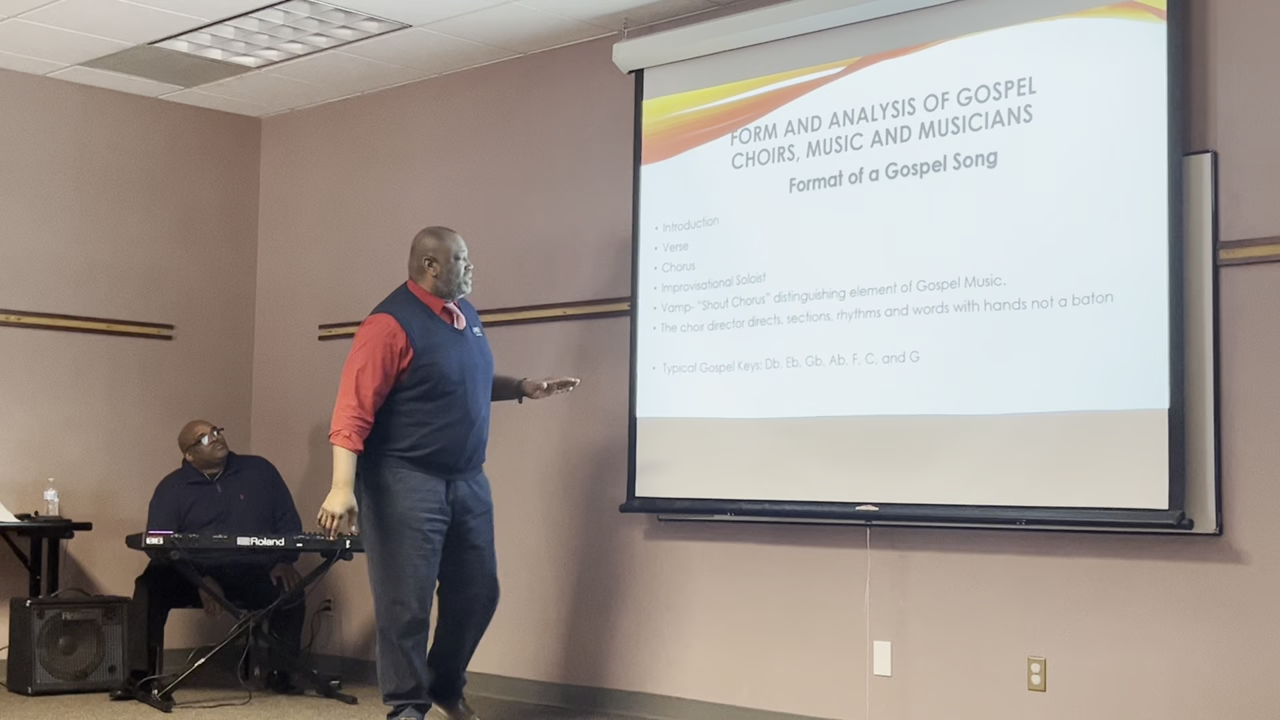 FORM AND ANALYSIS OF GOSPEL
CHOIRS, MUSIC AND MUSICIANS
Format of a Gospel Song
• Introduction
• Verse
• Chorus
• Improvisational Soloist
• Vamp- "Shout Chorus" distinguishing element of Gospel Music.
• The choir director directs, sections, rhythms and words with hands not a baton
• Typical Gospel Keys: Db, Eb, Gb, Ab, F, C, and G
Roland